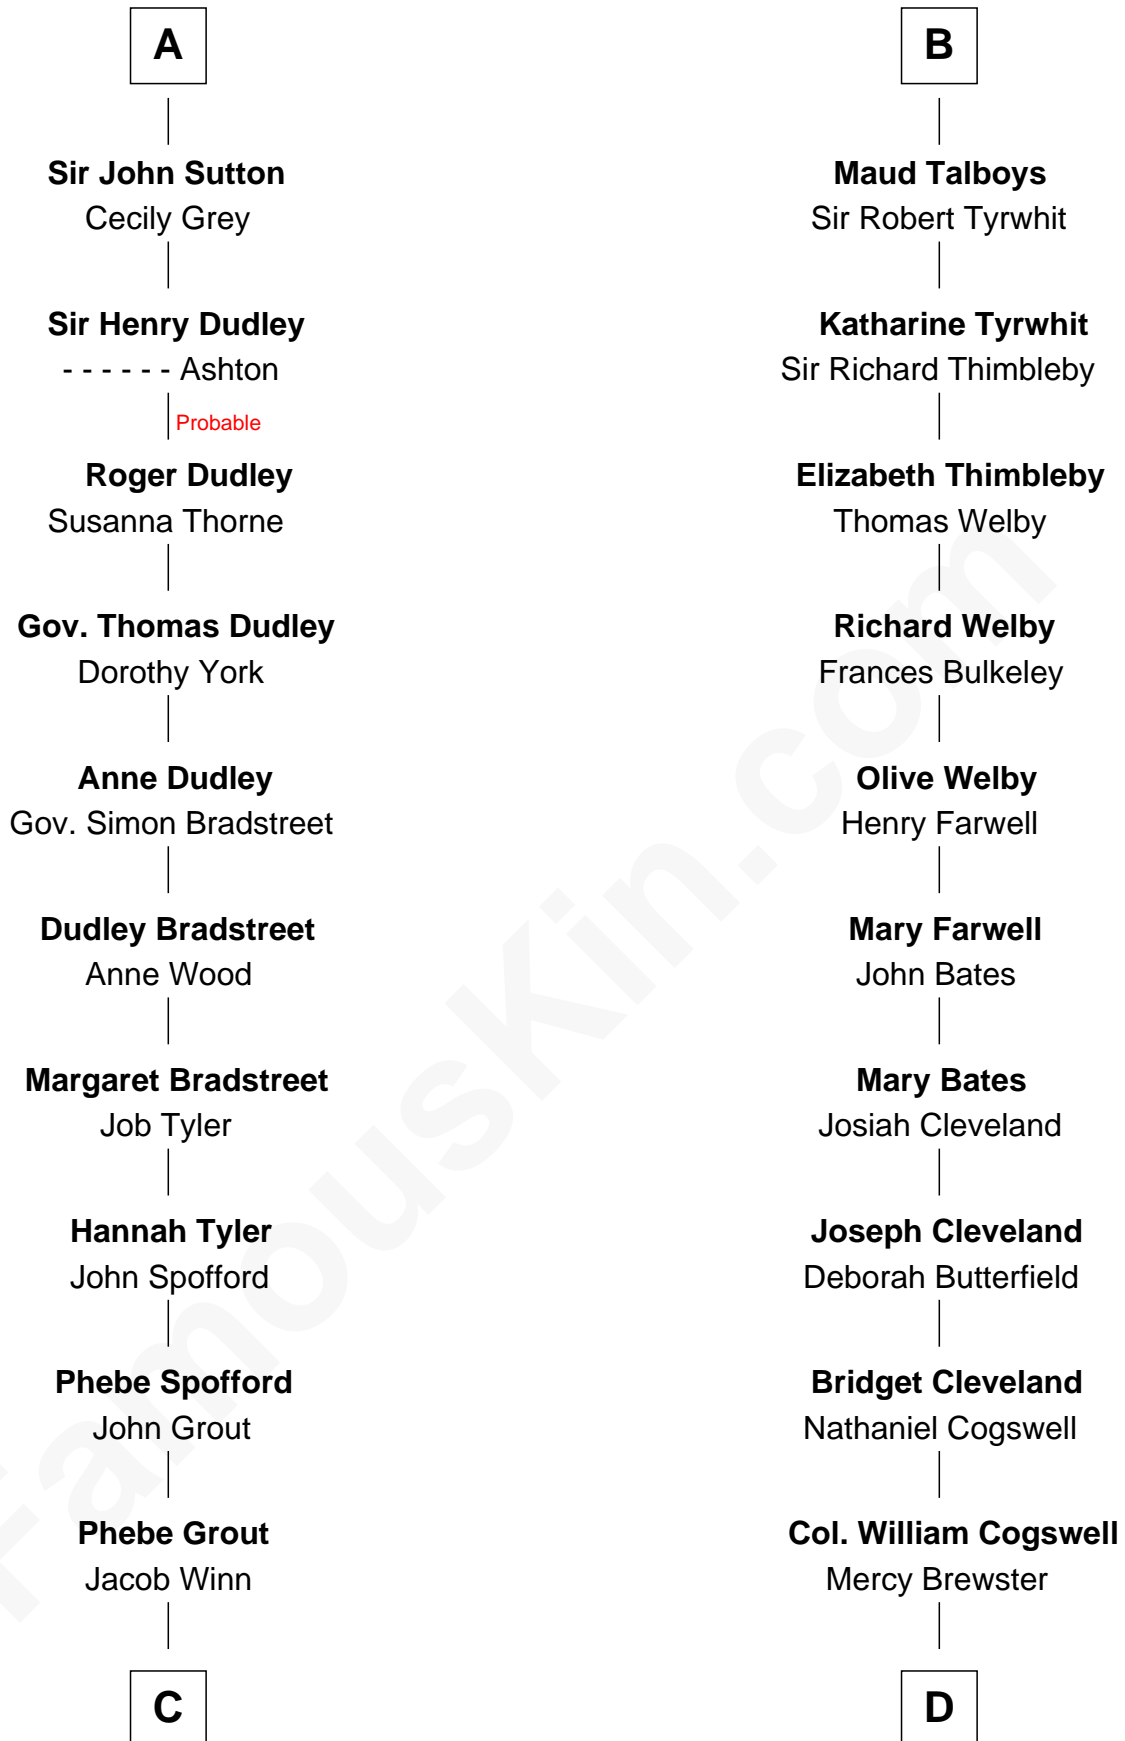 A
Sir John Sutton
Cecily Grey
Sir Henry Dudley
- - - - - - Ashton
Probable
Roger Dudley
Susanna Thorne
Gov. Thomas Dudley
Dorothy York
Anne Dudley
Gov. Simon Bradstreet
Dudley Bradstreet
Anne Wood
Margaret Bradstreet
Job Tyler
Hannah Tyler
John Spofford
Phebe Spofford
John Grout
Phebe Grout
Jacob Winn
C
B
Maud Talboys
Sir Robert Tyrwhit
Katharine Tyrwhit
Sir Richard Thimbleby
Elizabeth Thimbleby
Thomas Welby
Richard Welby
Frances Bulkeley
Olive Welby
Henry Farwell
Mary Farwell
John Bates
Mary Bates
Josiah Cleveland
Joseph Cleveland
Deborah Butterfield
Bridget Cleveland
Nathaniel Cogswell
Col. William Cogswell
Mercy Brewster
D
FamousKin.com